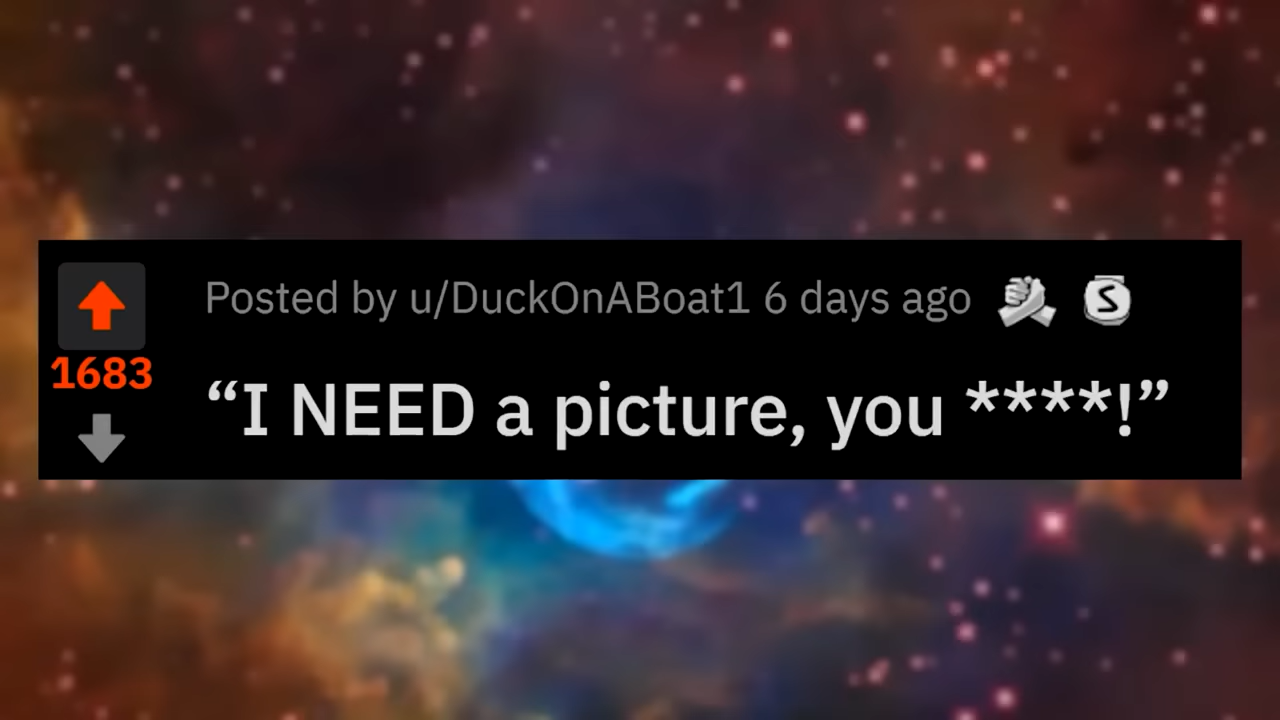 Posted by u/DuckOnABoat1 6 days ago
S
1683
“I NEED a picture, you ****!”